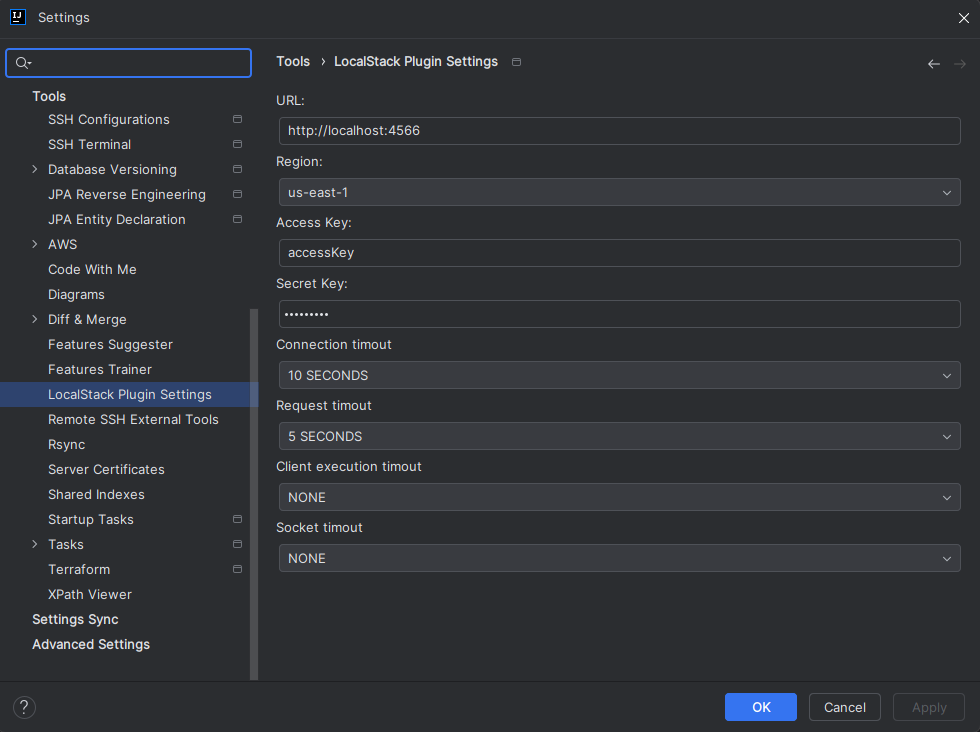 IJ
Settings
Tools
SSH Configurations
SSH Terminal
Database Versioning
JPA Reverse Engineering
JPA Entity Declaration
AWS
Code With Me
Diagrams
Diff & Merge
Features Suggester
Features Trainer
LocalStack Plugin Settings
Remote SSH External Tools
Rsync
Server Certificates
Shared Indexes
Startup Tasks
Tasks
Terraform
XPath Viewer
Settings Sync
Advanced Settings
Tools › LocalStack Plugin Settings
URL:
http://localhost:4566
Region:
us-east-1
Access Key:
accessKey
Secret Key:
•••••••••
Connection timout
10 SECONDS
Request timout
5 SECONDS
Client execution timout
NONE
Socket timout
NONE
?
OK
Cancel
Apply